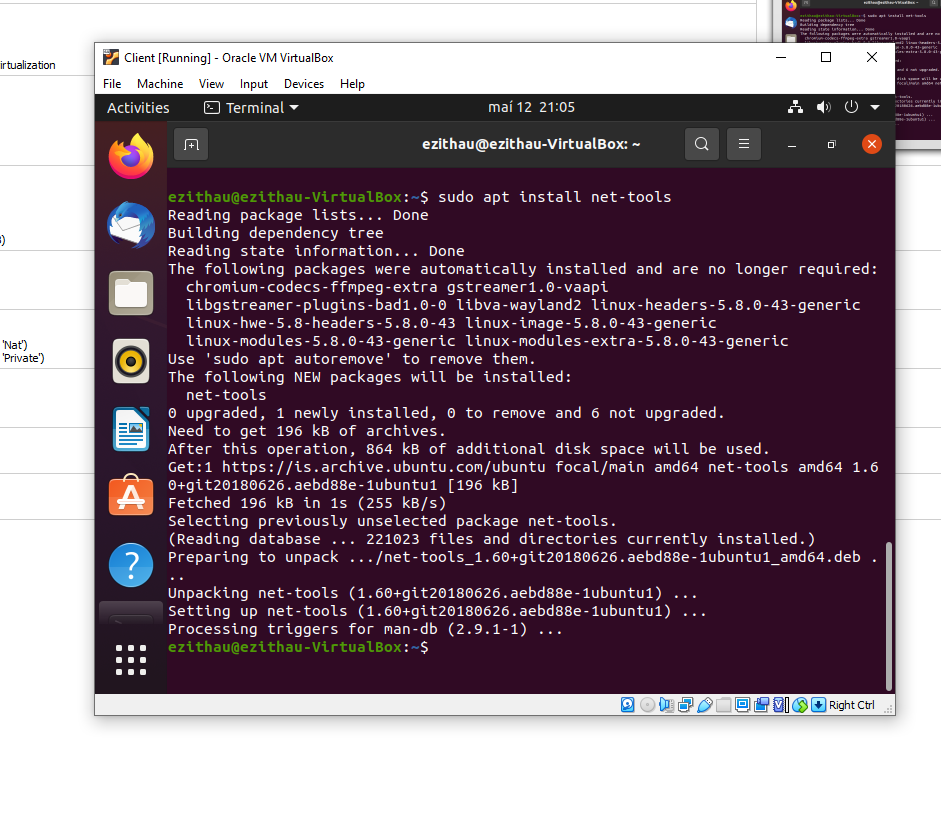 irtualization
)
'Nat')
'Private')
Client [Running] - Oracle VM VirtualBox
File Machine View Input Devices Help
Activities Terminal maí 12 21:05
ezithau@ezithau-VirtualBox: ~
ezithau@ezithau-VirtualBox:~$ sudo apt install net-tools
Reading package lists... Done
Building dependency tree
Reading state information... Done
The following packages were automatically installed and are no longer required:
chromium-codecs-ffmpeg-extra gstreamer1.0-vaapi
libgstreamer-plugins-bad1.0-0 libva-wayland2 linux-headers-5.8.0-43-generic
linux-hwe-5.8-headers-5.8.0-43 linux-image-5.8.0-43-generic
linux-modules-5.8.0-43-generic linux-modules-extra-5.8.0-43-generic
Use 'sudo apt autoremove' to remove them.
The following NEW packages will be installed:
net-tools
0 upgraded, 1 newly installed, 0 to remove and 6 not upgraded.
Need to get 196 kB of archives.
After this operation, 864 kB of additional disk space will be used.
Get:1 https://is.archive.ubuntu.com/ubuntu focal/main amd64 net-tools amd64 1.6
0+git20180626.aebd88e-1ubuntu1 [196 kB]
Fetched 196 kB in 1s (255 kB/s)
Selecting previously unselected package net-tools.
(Reading database ... 221023 files and directories currently installed.)
Preparing to unpack .../net-tools_1.60+git20180626.aebd88e-1ubuntu1_amd64.deb .
..
Unpacking net-tools (1.60+git20180626.aebd88e-1ubuntu1) ...
Setting up net-tools (1.60+git20180626.aebd88e-1ubuntu1) ...
Processing triggers for man-db (2.9.1-1) ...
ezithau@ezithau-VirtualBox:~$
Right Ctrl